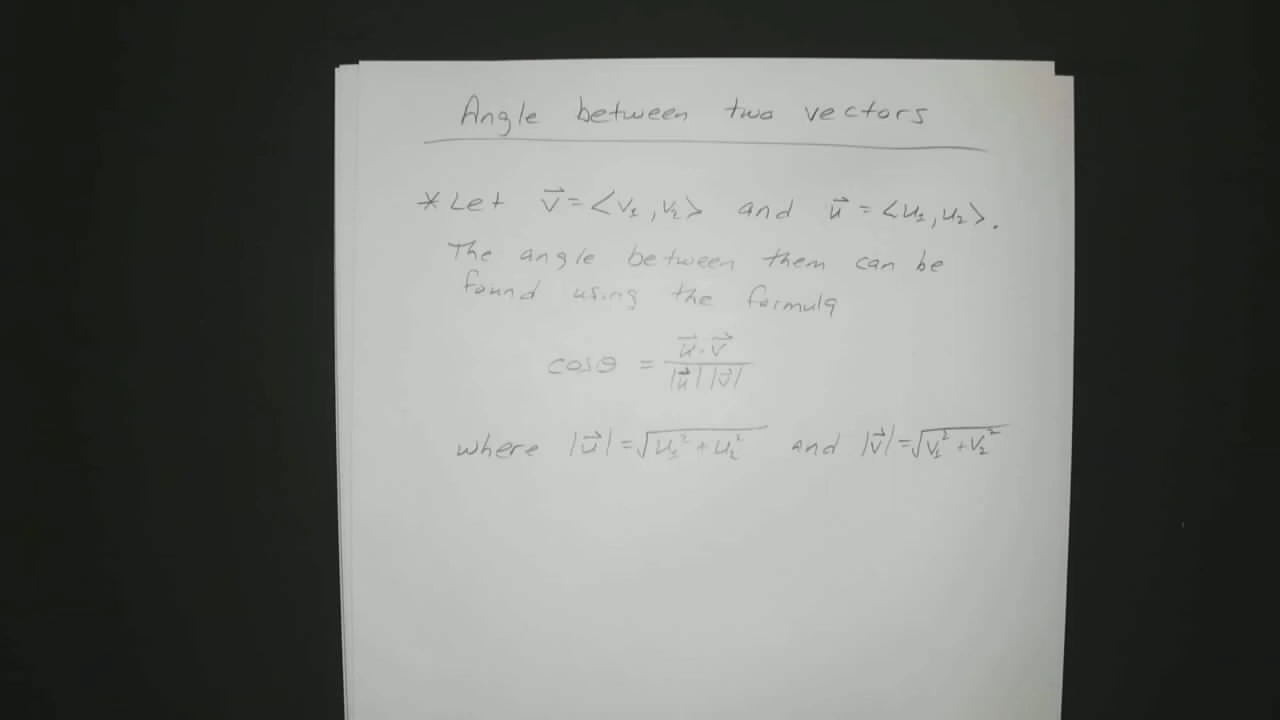 Angle between two vectors
* Let v⃗ = <v₁, v₂> and u⃗ = <u₁, u₂>.
The angle between them can be
found using the formula
cosθ = u⃗·v⃗ / |u⃗| |v⃗|
where |u⃗| = √(u₁² + u₂²) and |v⃗| = √(v₁² + v₂²)